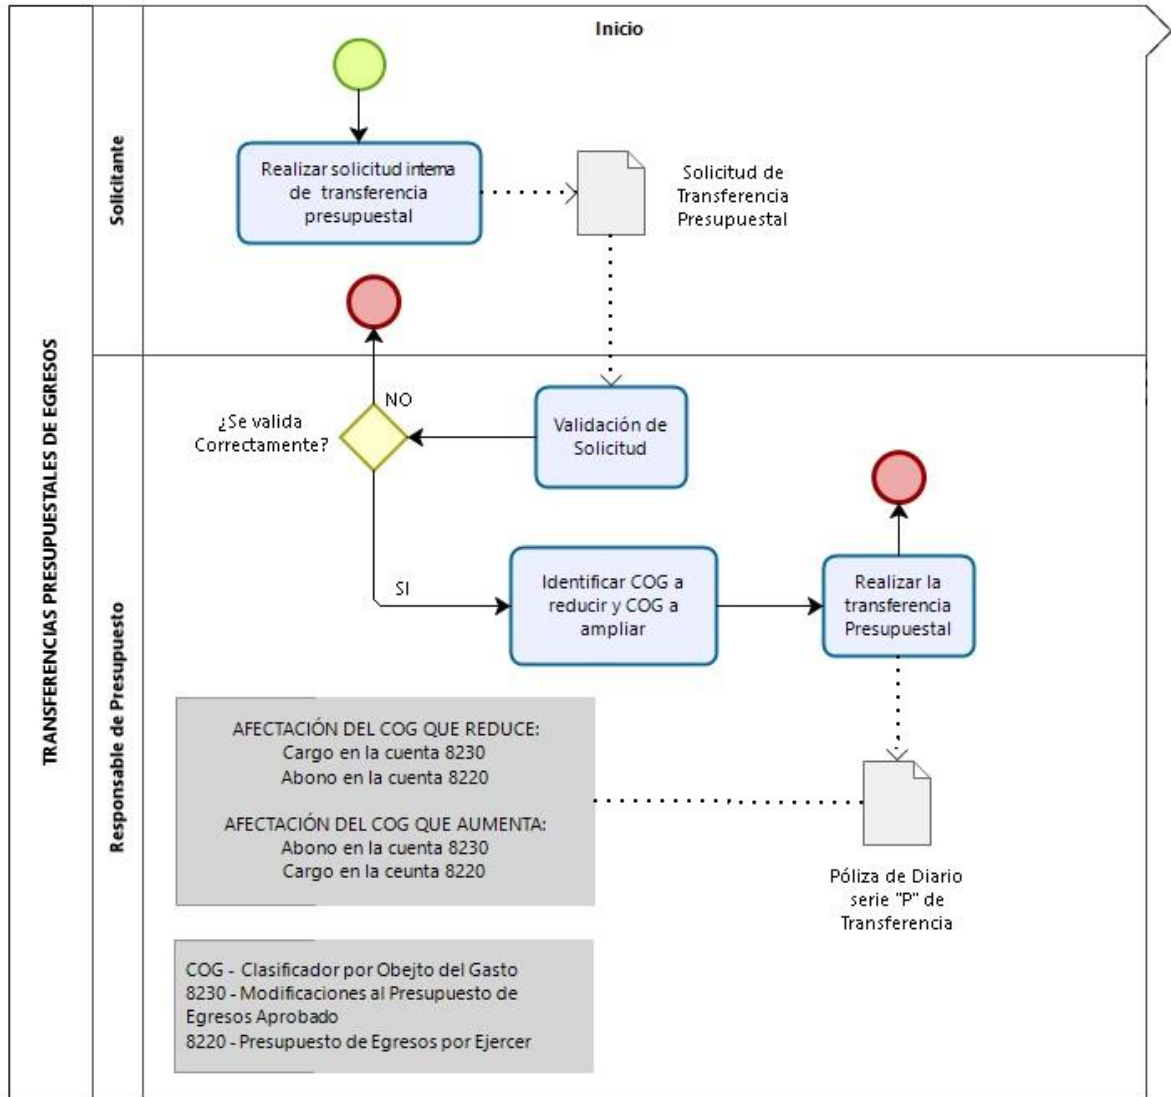 TRANSFERENCIAS PRESUPUESTALES DE EGRESOS
Inicio
Solicitante
Realizar solicitud interna
de transferencia
presupuestal
Solicitud de
Transferencia
Presupuestal
Responsable de Presupuesto
¿Se valida
Correctamente?
NO
Validación de
Solicitud
SI
Identificar COG a
reducir y COG a
ampliar
Realizar la
transferencia
Presupuestal
AFECTACIÓN DEL COG QUE REDUCE:
Cargo en la cuenta 8230
Abono en la cuenta 8220
AFECTACIÓN DEL COG QUE AUMENTA:
Abono en la cuenta 8230
Cargo en la ceunta 8220
Póliza de Diario
serie "P" de
Transferencia
COG - Clasificador por Obejto del Gasto
8230 - Modificaciones al Presupuesto de
Egresos Aprobado
8220 - Presupuesto de Egresos por Ejercer